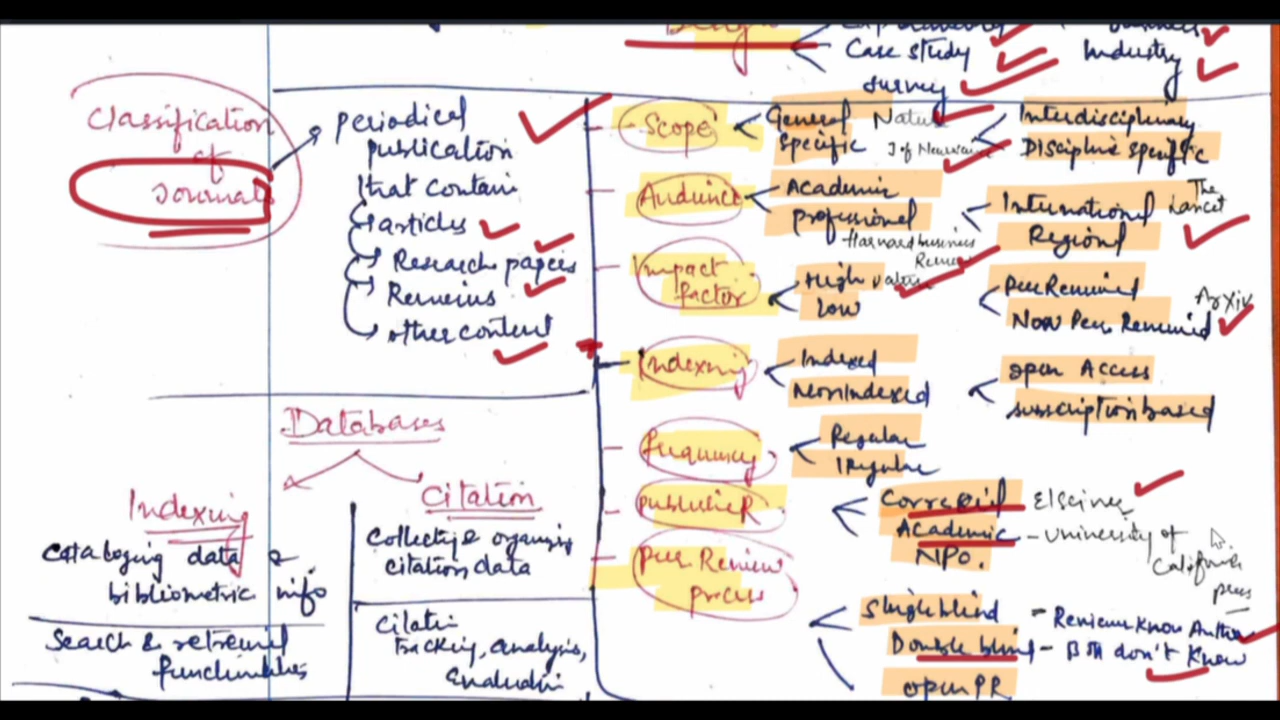 Case study
Industry
survey
Classification
of
Journals
periodical
publication
that contain
articles
Research papers
Reviews
other content
Scope
General Nature
Specific J of Neuroscience
Interdisciplinary
Discipline specific
Audience
Academic
professional
Harvard business
Review
International The Lancet
Regional
Impact
factor
High Nature
Low
Peer Reviewed
Non Peer Reviewed
ArXiv
Indexing
Indexed
Non Indexed
open Access
subscription based
frequency
Regular
IRegular
publisheR
Elsevier
Academic - University of
California
press
NPO.
peer Review
process
Single blind - Reviewer know Author
Double blind - Both don't know
open PR
Databases
Indexing
Cataloging data &
bibliometric info
Search & retrieval
functionalities
Citation
Collecting & organizing
citation data
Citation
Tracking, analysis,
Evaluation